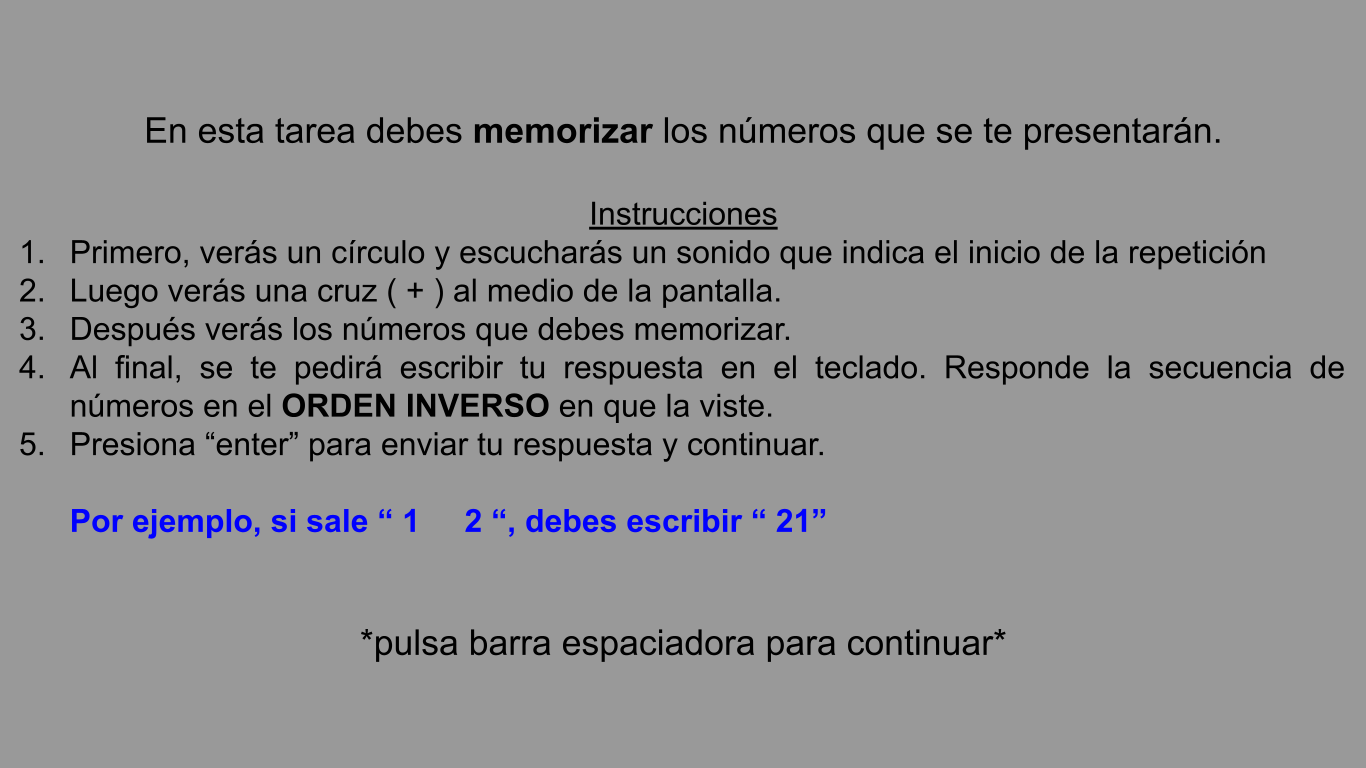 En esta tarea debes memorizar los números que se te presentarán.
Instrucciones
1. Primero, verás un círculo y escucharás un sonido que indica el inicio de la repetición
2. Luego verás una cruz ( + ) al medio de la pantalla.
3. Después verás los números que debes memorizar.
4. Al final, se te pedirá escribir tu respuesta en el teclado. Responde la secuencia de
números en el ORDEN INVERSO en que la viste.
5. Presiona “enter” para enviar tu respuesta y continuar.
Por ejemplo, si sale “ 1     2 “, debes escribir “ 21”
*pulsa barra espaciadora para continuar*